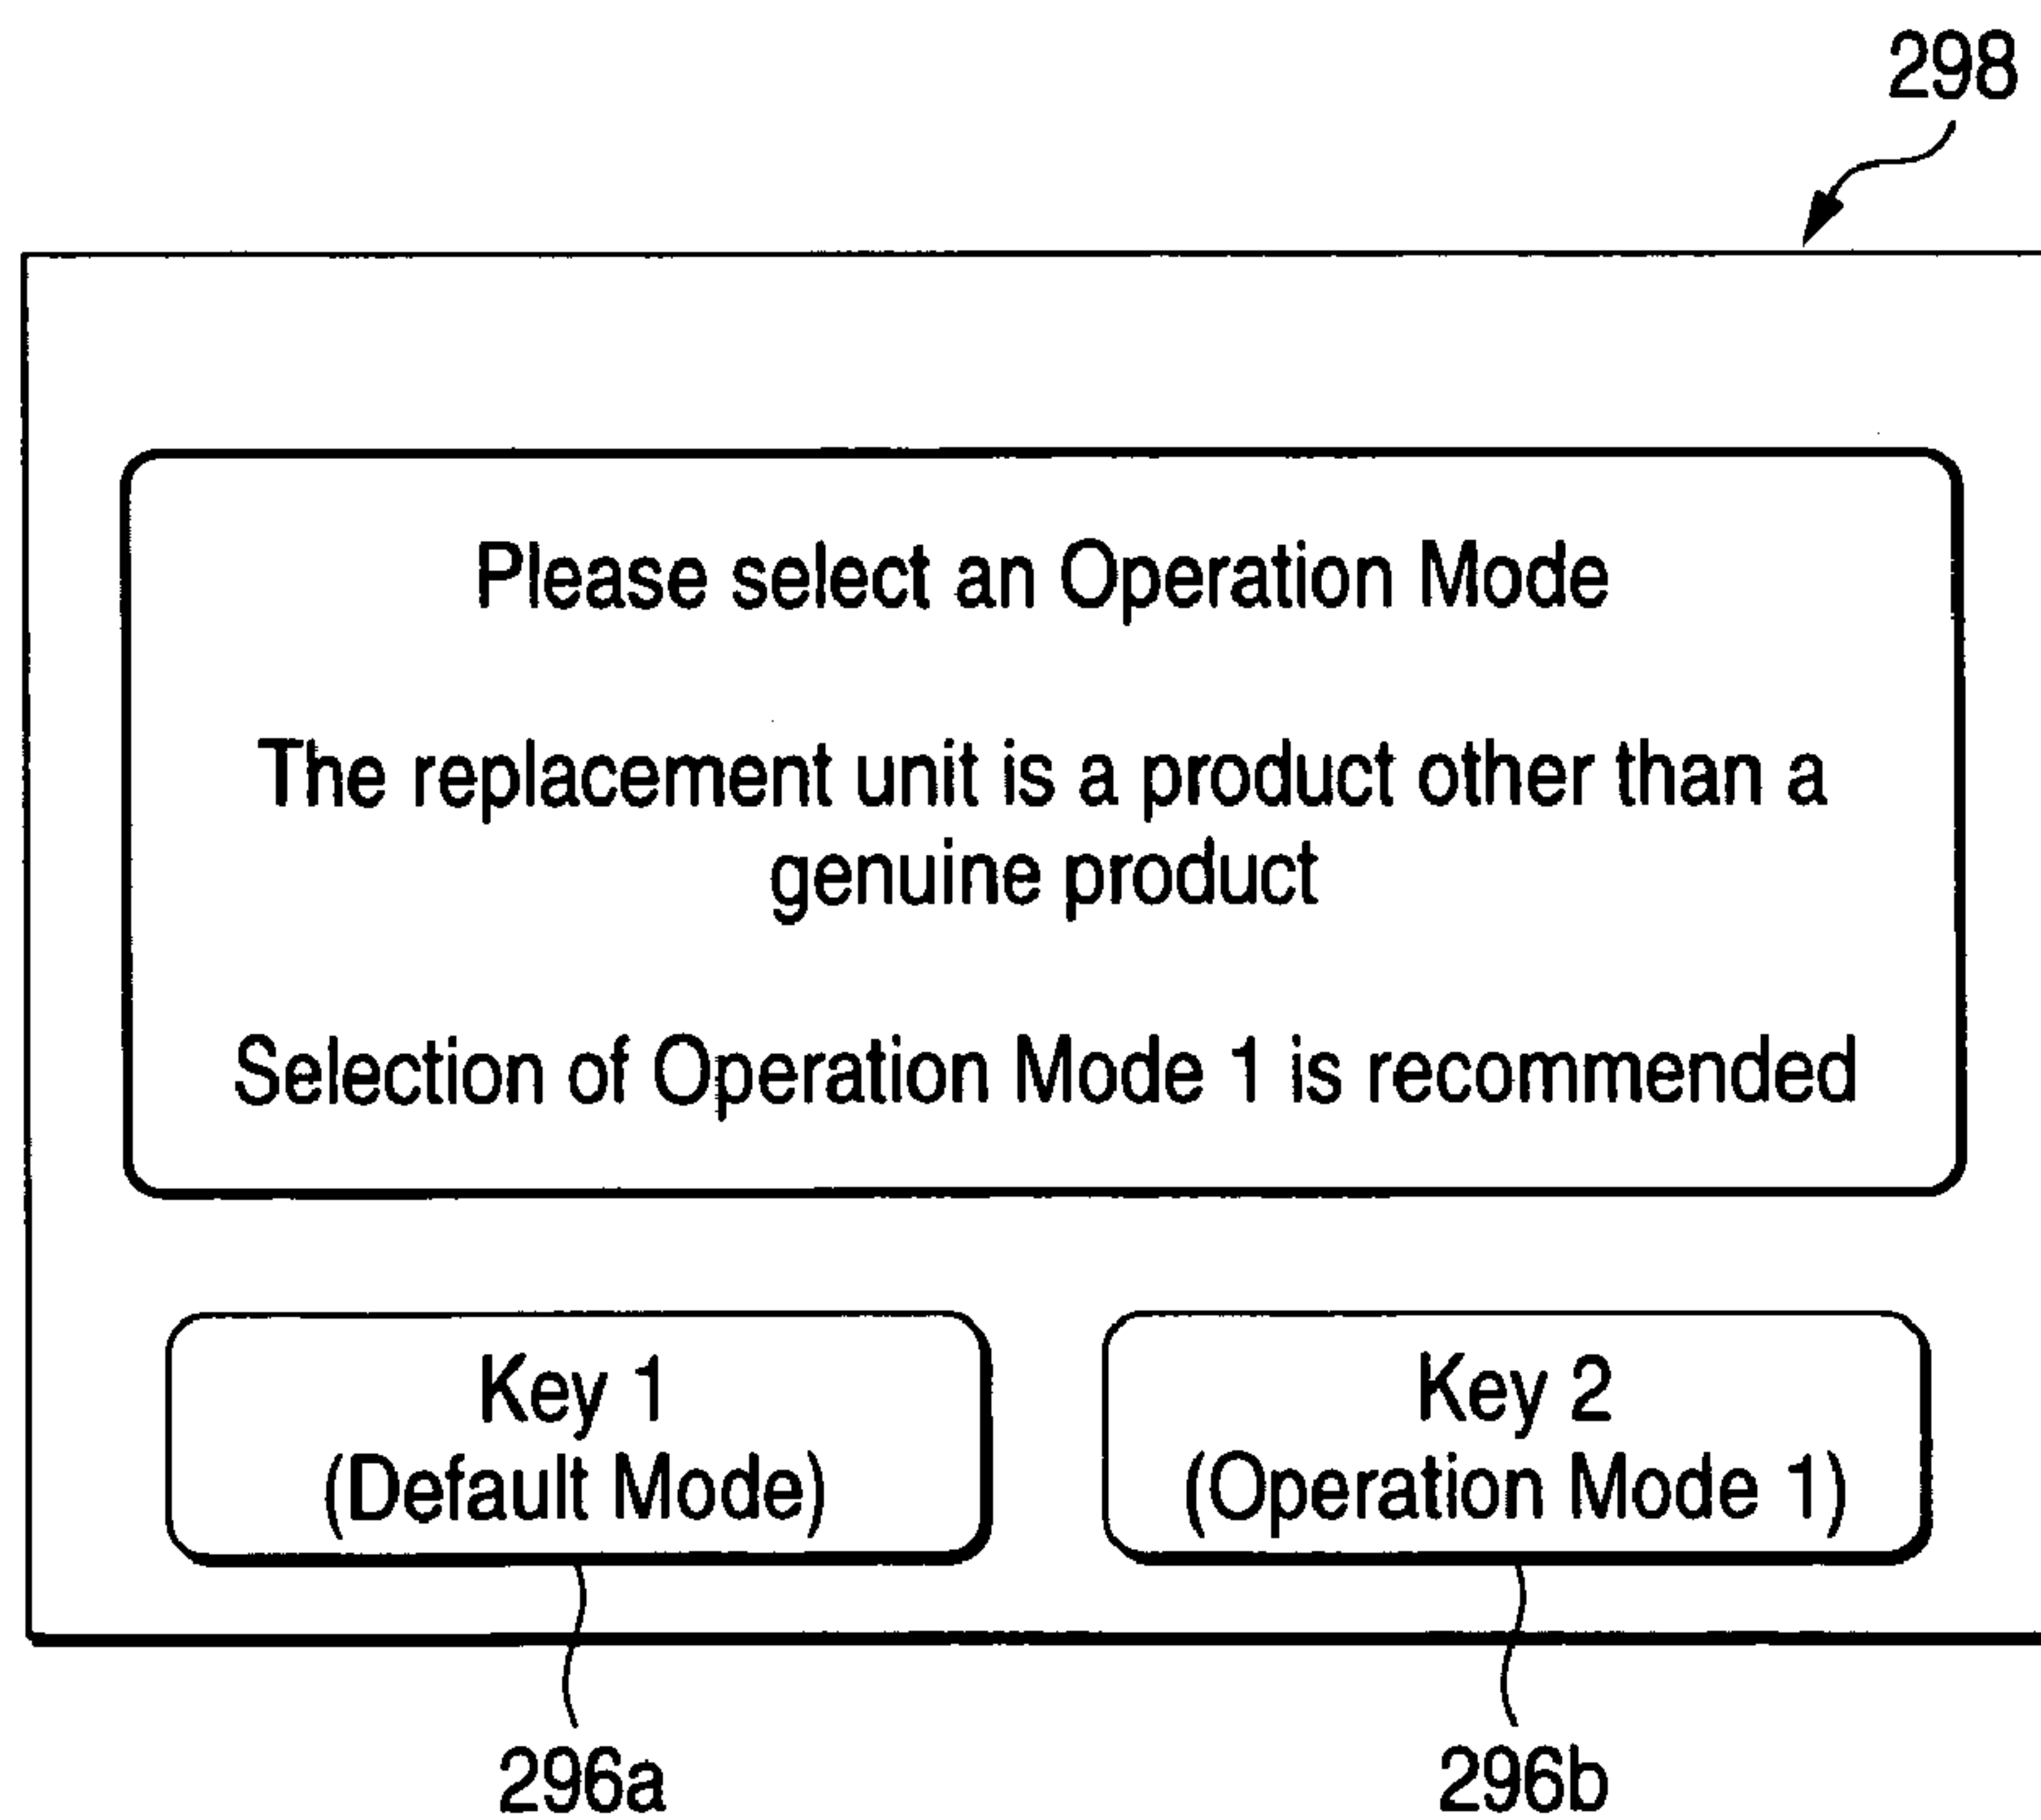 298
Please select an Operation Mode
The replacement unit is a product other than a
genuine product
Selection of Operation Mode 1 is recommended
Key 1
(Default Mode)
Key 2
(Operation Mode 1)
296a
296b